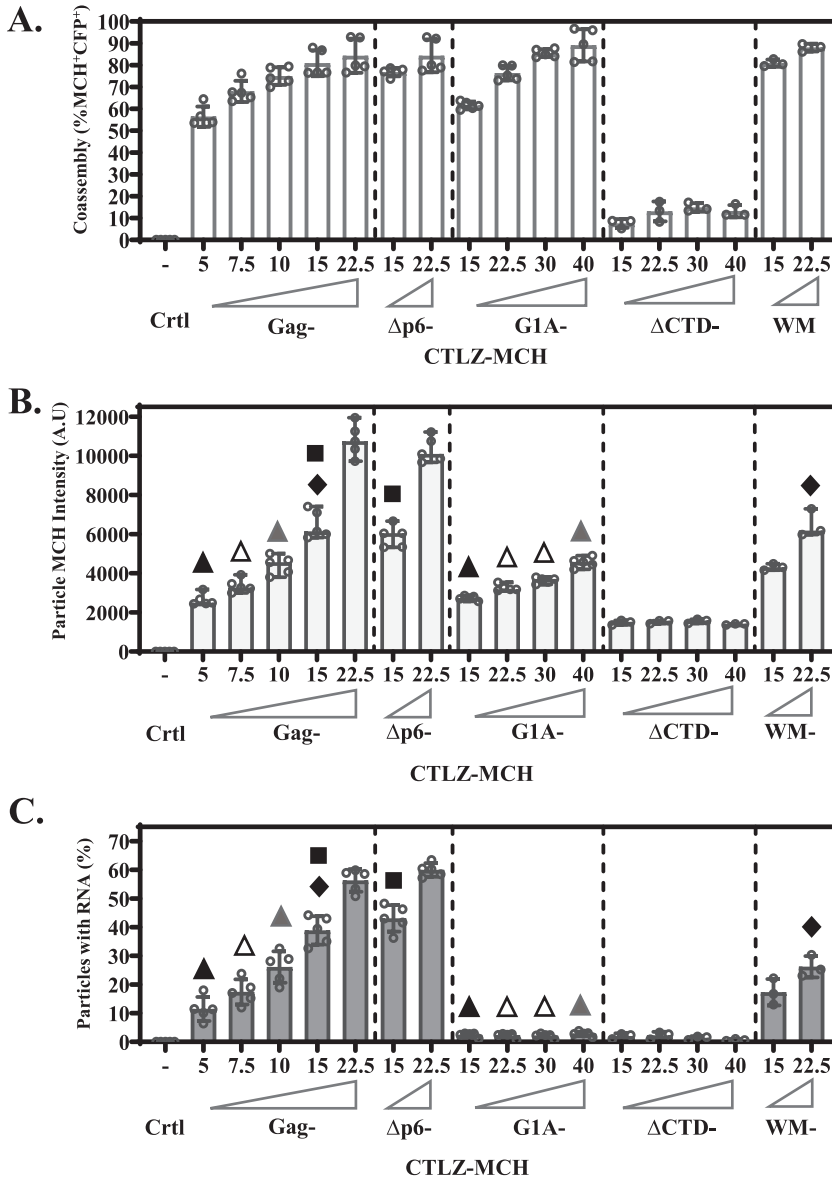 A.
Coassembly (%MCH+CFP+)
100
90
80
70
60
50
40
30
20
10
0
- 5 7.5 10 15 22.5 15 22.5 15 22.5 30 40 15 22.5 30 40 15 22.5
Crtl Gag- Δp6- G1A- ΔCTD- WM
CTLZ-MCH
B.
Particle MCH Intensity (A.U)
12000
10000
8000
6000
4000
2000
0
- 5 7.5 10 15 22.5 15 22.5 15 22.5 30 40 15 22.5 30 40 15 22.5
Crtl Gag- Δp6- G1A- ΔCTD- WM-
CTLZ-MCH
C.
Particles with RNA (%)
70
60
50
40
30
20
10
0
- 5 7.5 10 15 22.5 15 22.5 15 22.5 30 40 15 22.5 30 40 15 22.5
Crtl Gag- Δp6- G1A- ΔCTD- WM-
CTLZ-MCH